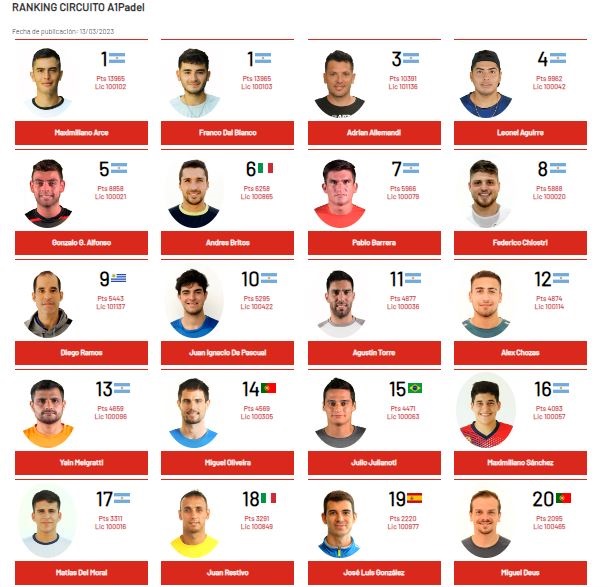 RANKING CIRCUITO A1Padel
Fecha de publicación: 13/03/2023
1
Pts 13965
Lic 100102
Maximiliano Arce
1
Pts 13965
Lic 100103
Franco Dal Bianco
3
Pts 10391
Lic 101136
Adrian Allemandi
4
Pts 9962
Lic 100042
Leonel Aguirre
5
Pts 8858
Lic 100021
Gonzalo G. Alfonso
6
Pts 6258
Lic 100865
Andres Britos
7
Pts 5966
Lic 100079
Pablo Barrera
8
Pts 5888
Lic 100020
Federico Chiostri
9
Pts 5443
Lic 101137
Diego Ramos
10
Pts 5295
Lic 100422
Juan Ignacio De Pascual
11
Pts 4877
Lic 100036
Agustin Torre
12
Pts 4874
Lic 100114
Alex Chozas
13
Pts 4659
Lic 100096
Yain Melgratti
14
Pts 4569
Lic 100305
Miguel Oliveira
15
Pts 4471
Lic 100063
Julio Julianoti
16
Pts 4093
Lic 100057
Maximiliano Sánchez
17
Pts 3311
Lic 100016
Matías Del Moral
18
Pts 3291
Lic 100849
Juan Restivo
19
Pts 2220
Lic 100977
José Luis González
20
Pts 2095
Lic 100465
Miguel Deus